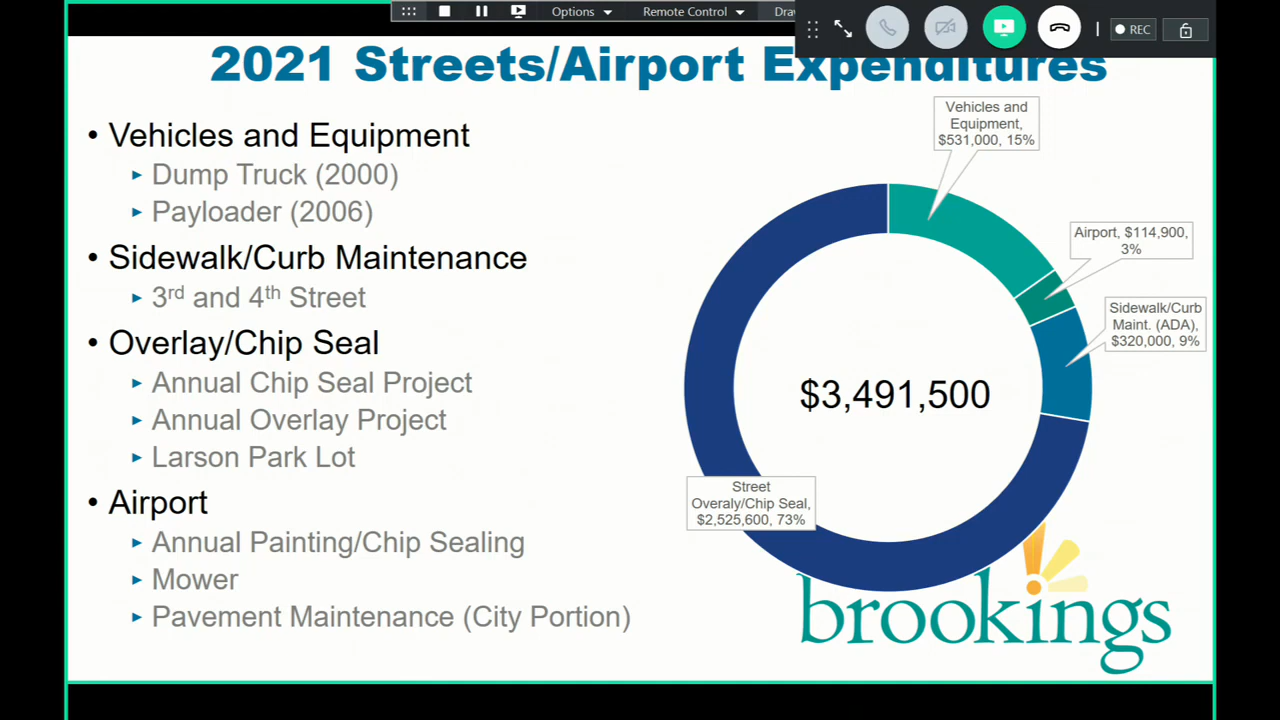 Options
Remote Control
REC
2021 Streets/Airport Expenditures
• Vehicles and Equipment
Dump Truck (2000)
Payloader (2006)
• Sidewalk/Curb Maintenance
3rd and 4th Street
• Overlay/Chip Seal
Annual Chip Seal Project
Annual Overlay Project
Larson Park Lot
• Airport
Annual Painting/Chip Sealing
Mower
Pavement Maintenance (City Portion)
Vehicles and
Equipment,
$531,000, 15%
Airport, $114,900,
3%
Sidewalk/Curb
Maint. (ADA),
$320,000, 9%
$3,491,500
Street
Overaly/Chip Seal,
$2,525,600, 73%
brookings